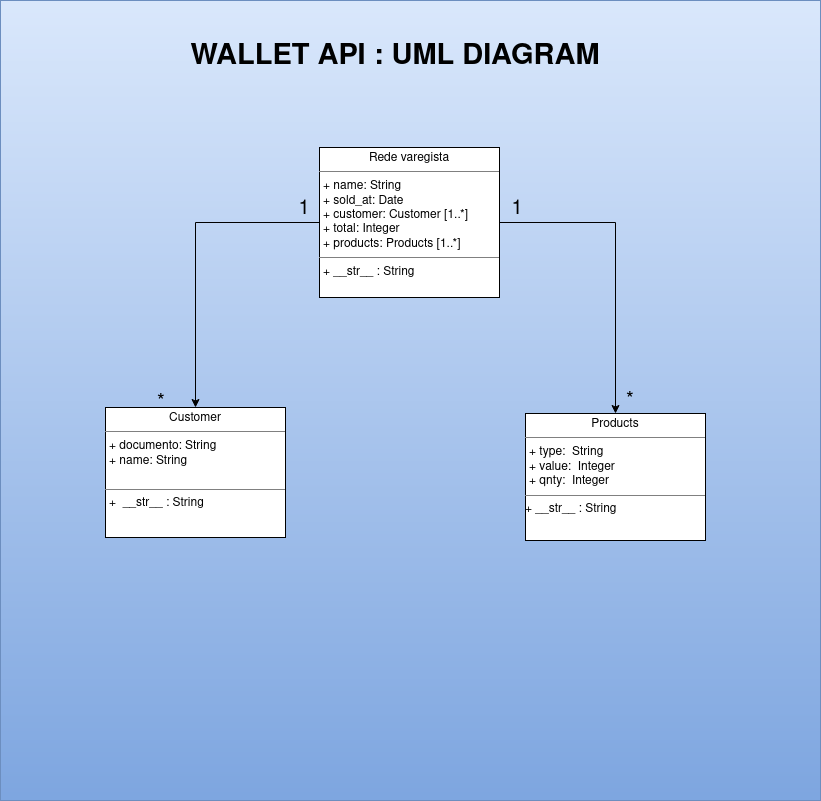 WALLET API : UML DIAGRAM
Rede varegista
+ name: String
+ sold_at: Date
+ customer: Customer [1..*]
+ total: Integer
+ products: Products [1..*]
+ __str__ : String
1
1
*
*
Customer
+ documento: String
+ name: String
+ __str__ : String
Products
+ type: String
+ value: Integer
+ qnty: Integer
+ __str__ : String